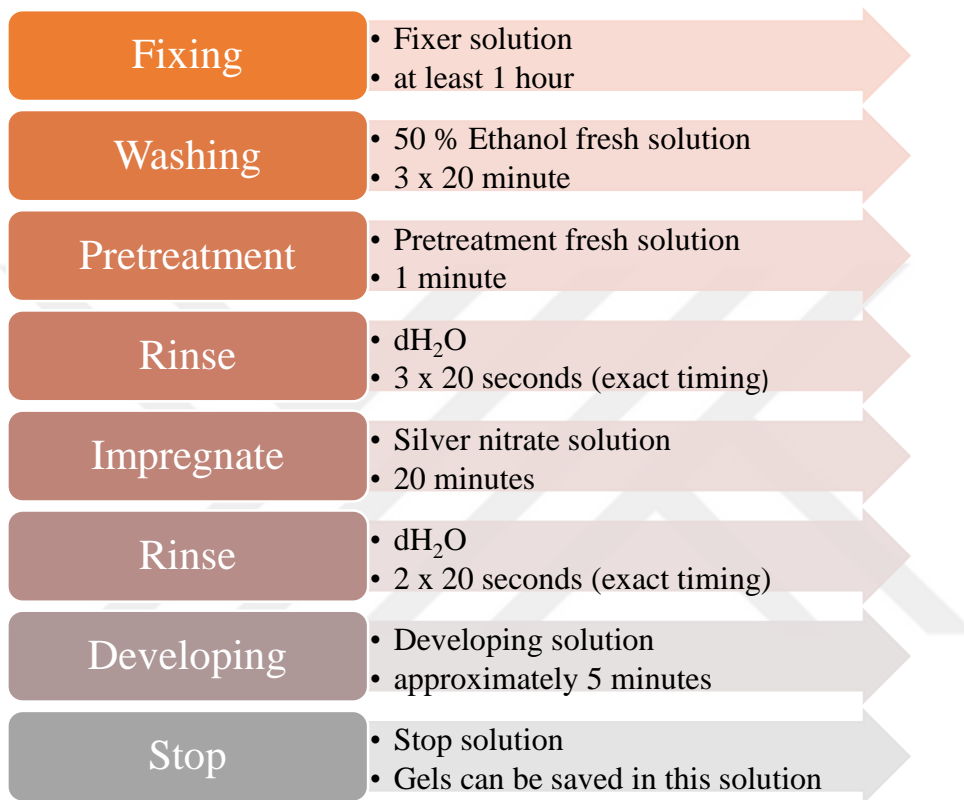 Fixing
• Fixer solution
• at least 1 hour
Washing
• 50 % Ethanol fresh solution
• 3 x 20 minute
Pretreatment
• Pretreatment fresh solution
• 1 minute
Rinse
• dH₂O
• 3 x 20 seconds (exact timing)
Impregnate
• Silver nitrate solution
• 20 minutes
Rinse
• dH₂O
• 2 x 20 seconds (exact timing)
Developing
• Developing solution
• approximately 5 minutes
Stop
• Stop solution
• Gels can be saved in this solution